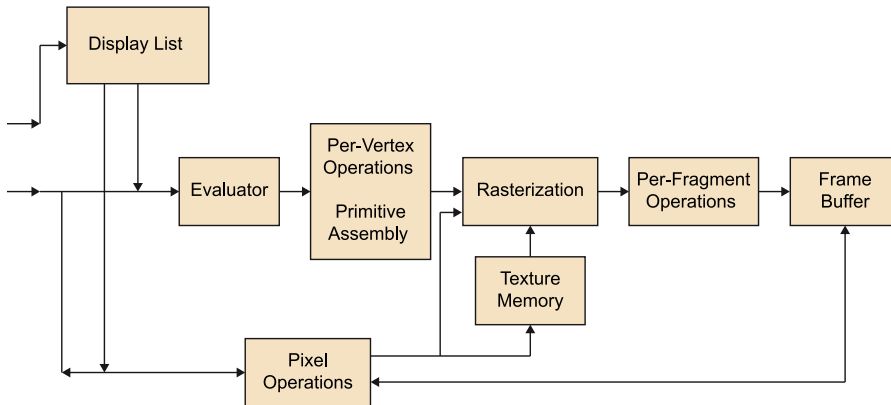 Display List
Evaluator
Per-Vertex
Operations
Primitive
Assembly
Rasterization
Per-Fragment
Operations
Frame
Buffer
Texture
Memory
Pixel
Operations